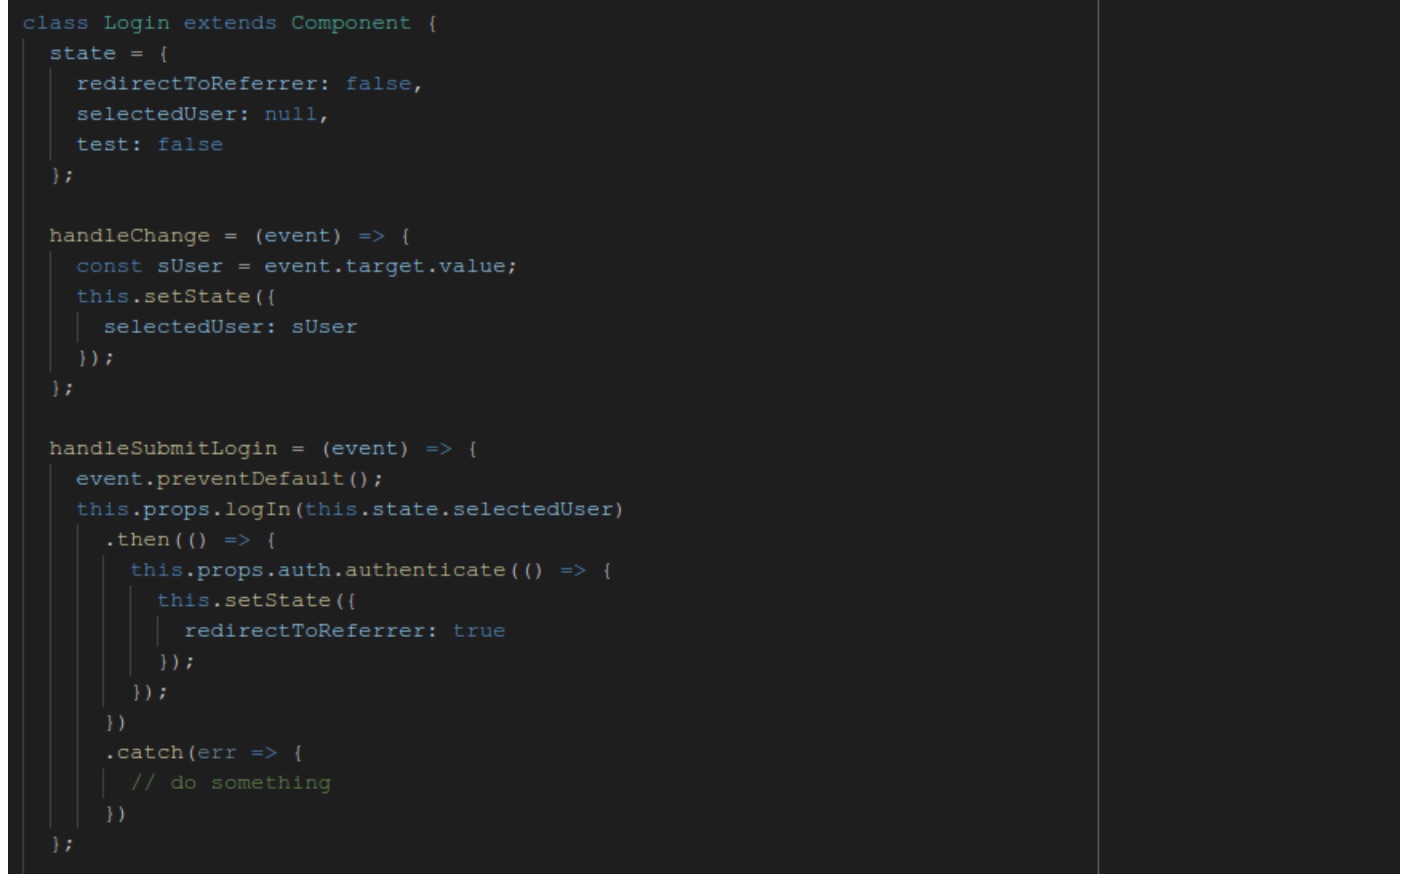 class Login extends Component {
  state = {
    redirectToReferrer: false,
    selectedUser: null,
    test: false
  };

  handleChange = (event) => {
    const sUser = event.target.value;
    this.setState({
      selectedUser: sUser
    });
  };

  handleSubmitLogin = (event) => {
    event.preventDefault();
    this.props.logIn(this.state.selectedUser)
      .then(() => {
        this.props.auth.authenticate(() => {
          this.setState({
            redirectToReferrer: true
          });
        });
      })
      .catch(err => {
        // do something
      })
  };